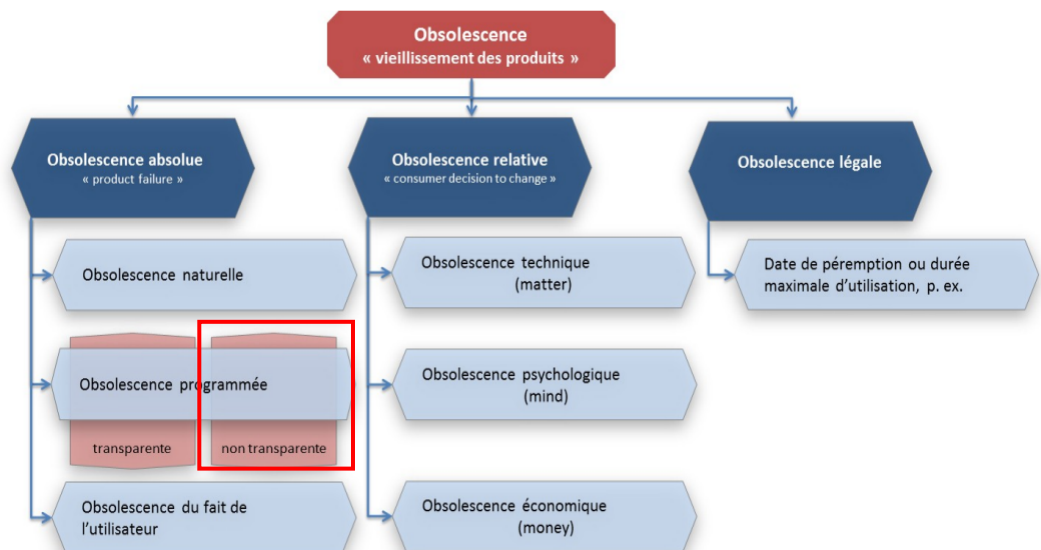 Obsolescence
« vieillissement des produits »
Obsolescence absolue
« product failure »
Obsolescence naturelle
Obsolescence programmée
transparente
non transparente
Obsolescence du fait de
l'utilisateur
Obsolescence relative
« consumer decision to change »
Obsolescence technique
(matter)
Obsolescence psychologique
(mind)
Obsolescence économique
(money)
Obsolescence légale
Date de péremption ou durée
maximale d'utilisation, p. ex.